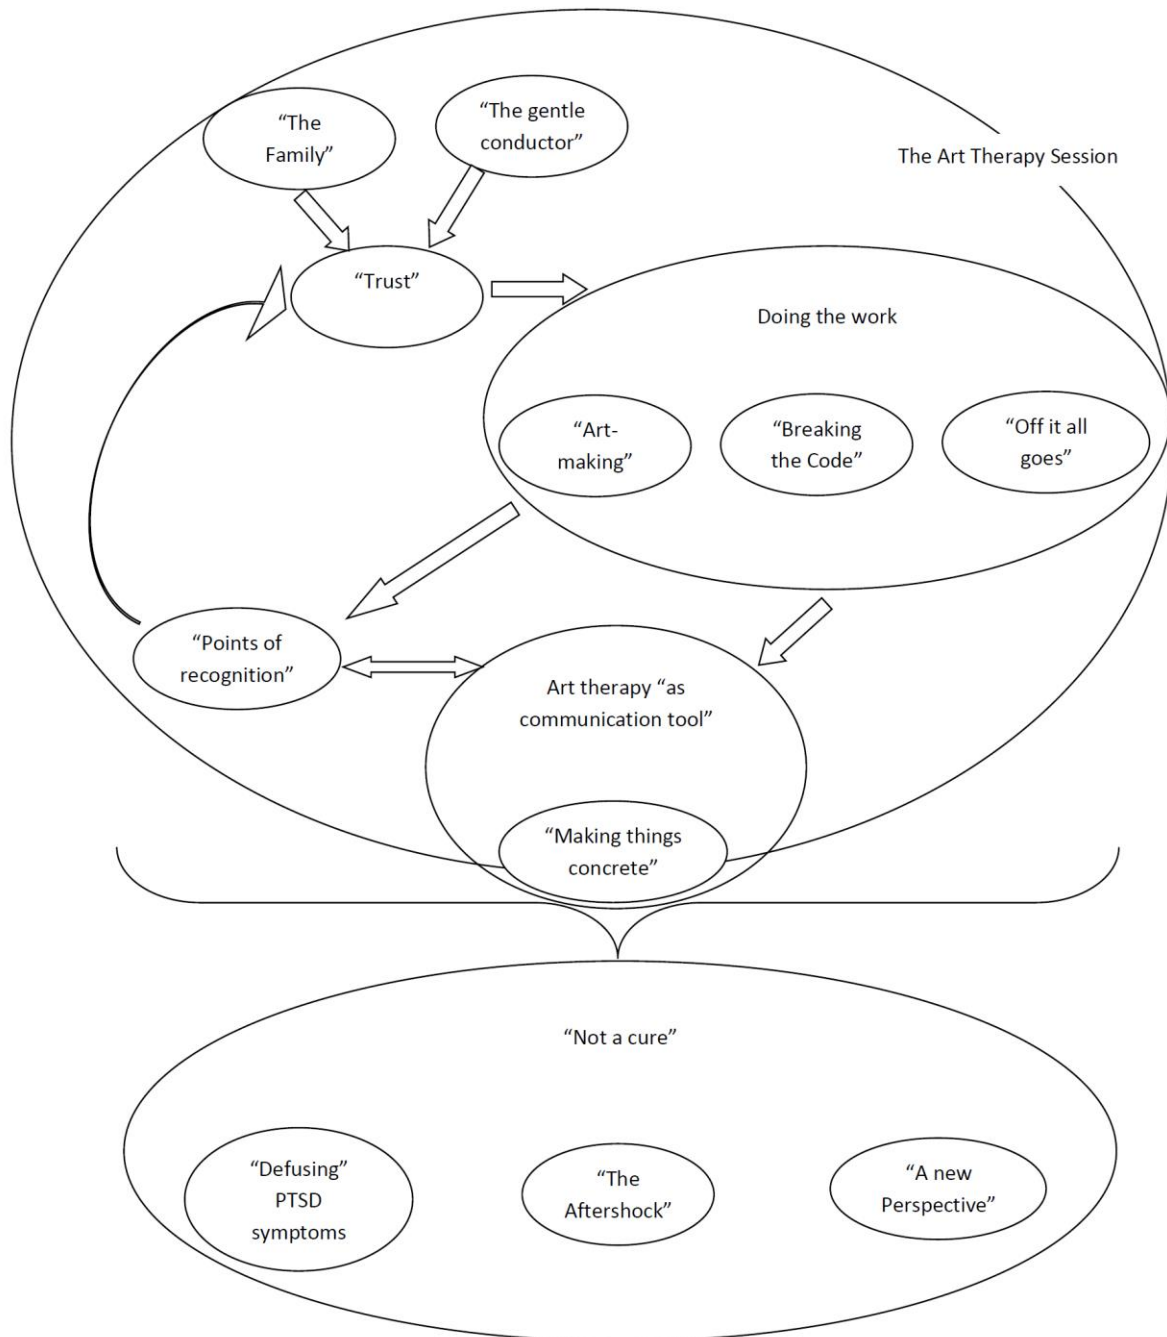 “The
Family”
“The gentle
conductor”
The Art Therapy Session
“Trust”
Doing the work
“Art-
making”
“Breaking
the Code”
“Off it all
goes”
“Points of
recognition”
Art therapy “as
communication tool”
“Making things
concrete”
“Not a cure”
“Defusing”
PTSD
symptoms
“The
Aftershock”
“A new
Perspective”